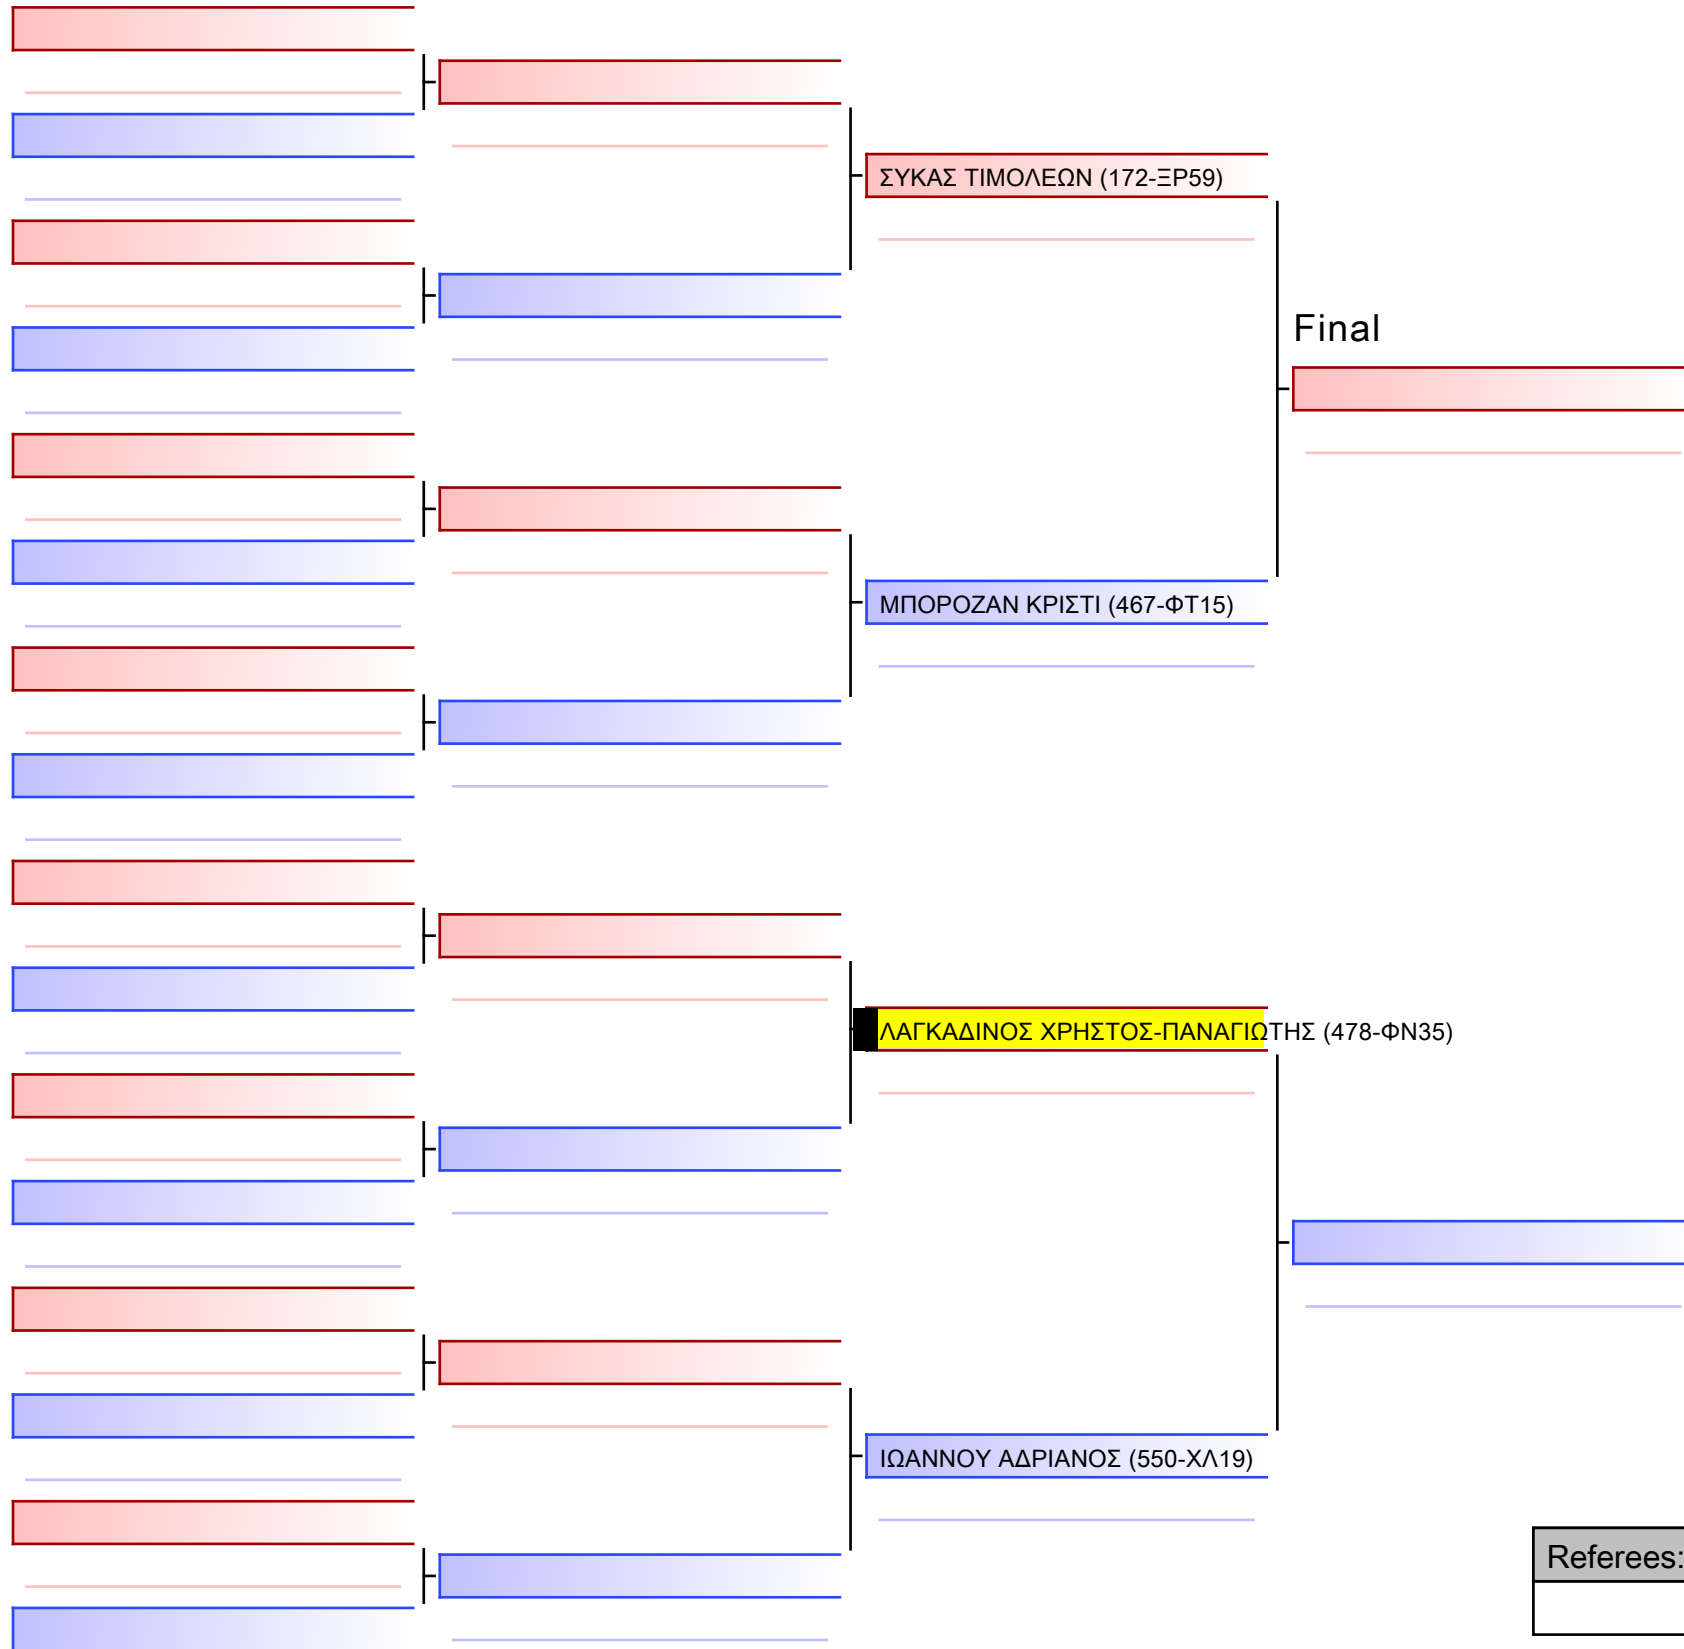 ΣΥΚΑΣ ΤΙΜΟΛΕΩΝ (172-ΞΡ59)
Final
ΜΠΟΡΟΖΑΝ ΚΡΙΣΤΙ (467-ΦΤ15)
ΛΑΓΚΑΔΙΝΟΣ ΧΡΗΣΤΟΣ-ΠΑΝΑΓΙΩΤΗΣ (478-ΦΝ35)
ΙΩΑΝΝΟΥ ΑΔΡΙΑΝΟΣ (550-ΧΛ19)
Referees: